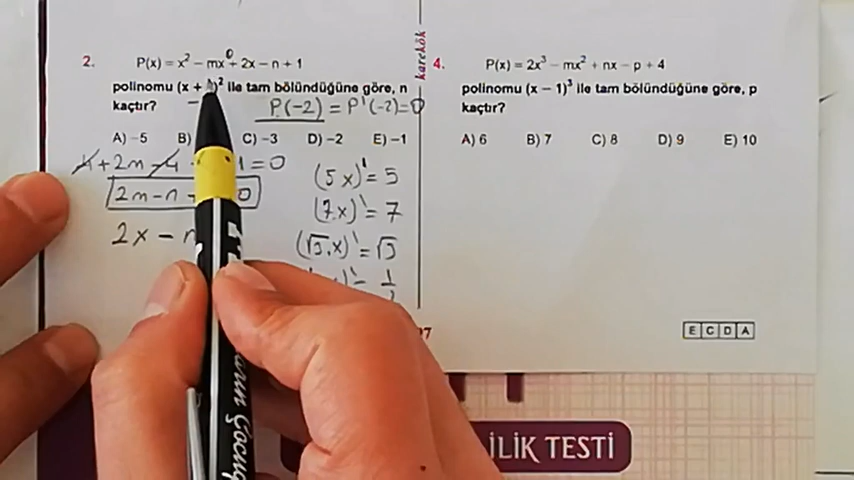 2. P(x) = x² − mx + 2x − n + 1
polinomu (x + )² ile tam bölündüğüne göre, n
kaçtır?
P(-2) = P'(-2) = 0
A) −5 B) C) −3 D) −2 E) −1
4 + 2m − 4 1 = 0
2m − n + 0
2x − n
(5x)' = 5
(7x)' = 7
(√3.x)' = √3
karekök
4. P(x) = 2x³ − mx² + nx − p + 4
polinomu (x − 1)³ ile tam bölündüğüne göre, p
kaçtır?
A) 6 B) 7 C) 8 D) 9 E) 10
E C D A
İLİK TESTİ